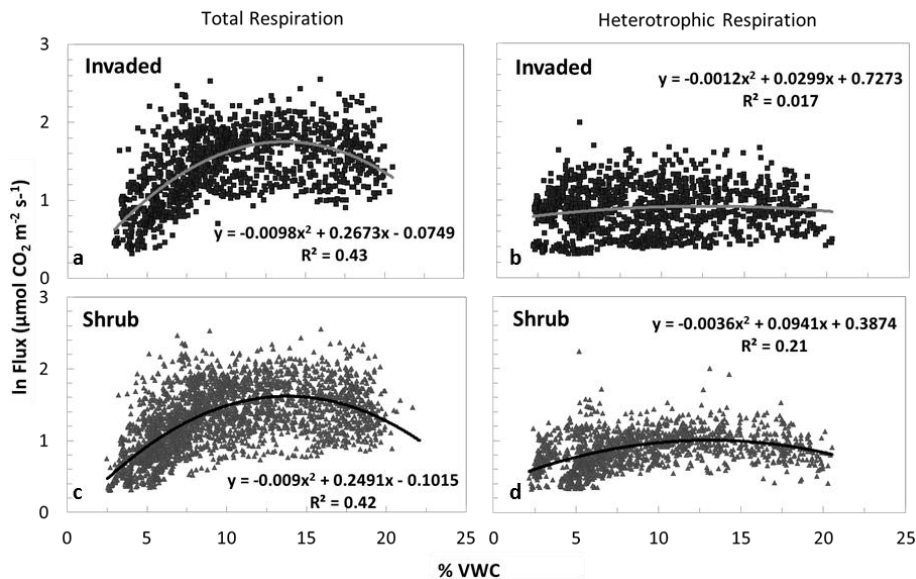 Total Respiration
Heterotrophic Respiration
ln Flux (µmol CO₂ m⁻² s⁻¹)
3
2
1
0
Invaded
a
y = -0.0098x² + 0.2673x - 0.0749
R² = 0.43
Invaded
b
y = -0.0012x² + 0.0299x + 0.7273
R² = 0.017
3
2
1
0
Shrub
c
y = -0.009x² + 0.2491x - 0.1015
R² = 0.42
Shrub
d
y = -0.0036x² + 0.0941x + 0.3874
R² = 0.21
0 5 10 15 20 25
0 5 10 15 20 25
% VWC